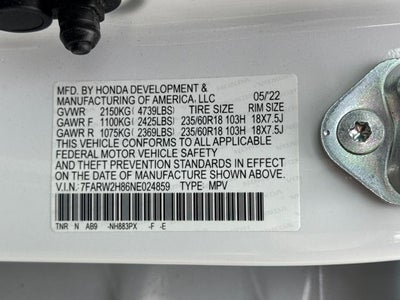 MFD. BY HONDA DEVELOPMENT &
MANUFACTURING OF AMERICA, LLC 05/'22
GVWR 2150KG( 4739LBS) TIRE SIZE RIM SIZE
GAWR F 1100KG( 2425LBS) 235/60R18 103H 18X7.5J
GAWR R 1075KG( 2369LBS) 235/60R18 103H 18X7.5J
THIS VEHICLE CONFORMS TO ALL APPLICABLE
FEDERAL MOTOR VEHICLE SAFETY
AND THEFT PREVENTION STANDARDS IN EFFECT
ON THE DATE OF MANUFACTURE SHOWN ABOVE.
V.I.N.: 7FARW2H86NE024859 TYPE: MPV
TNR N AB9 -NH883PX -F -E